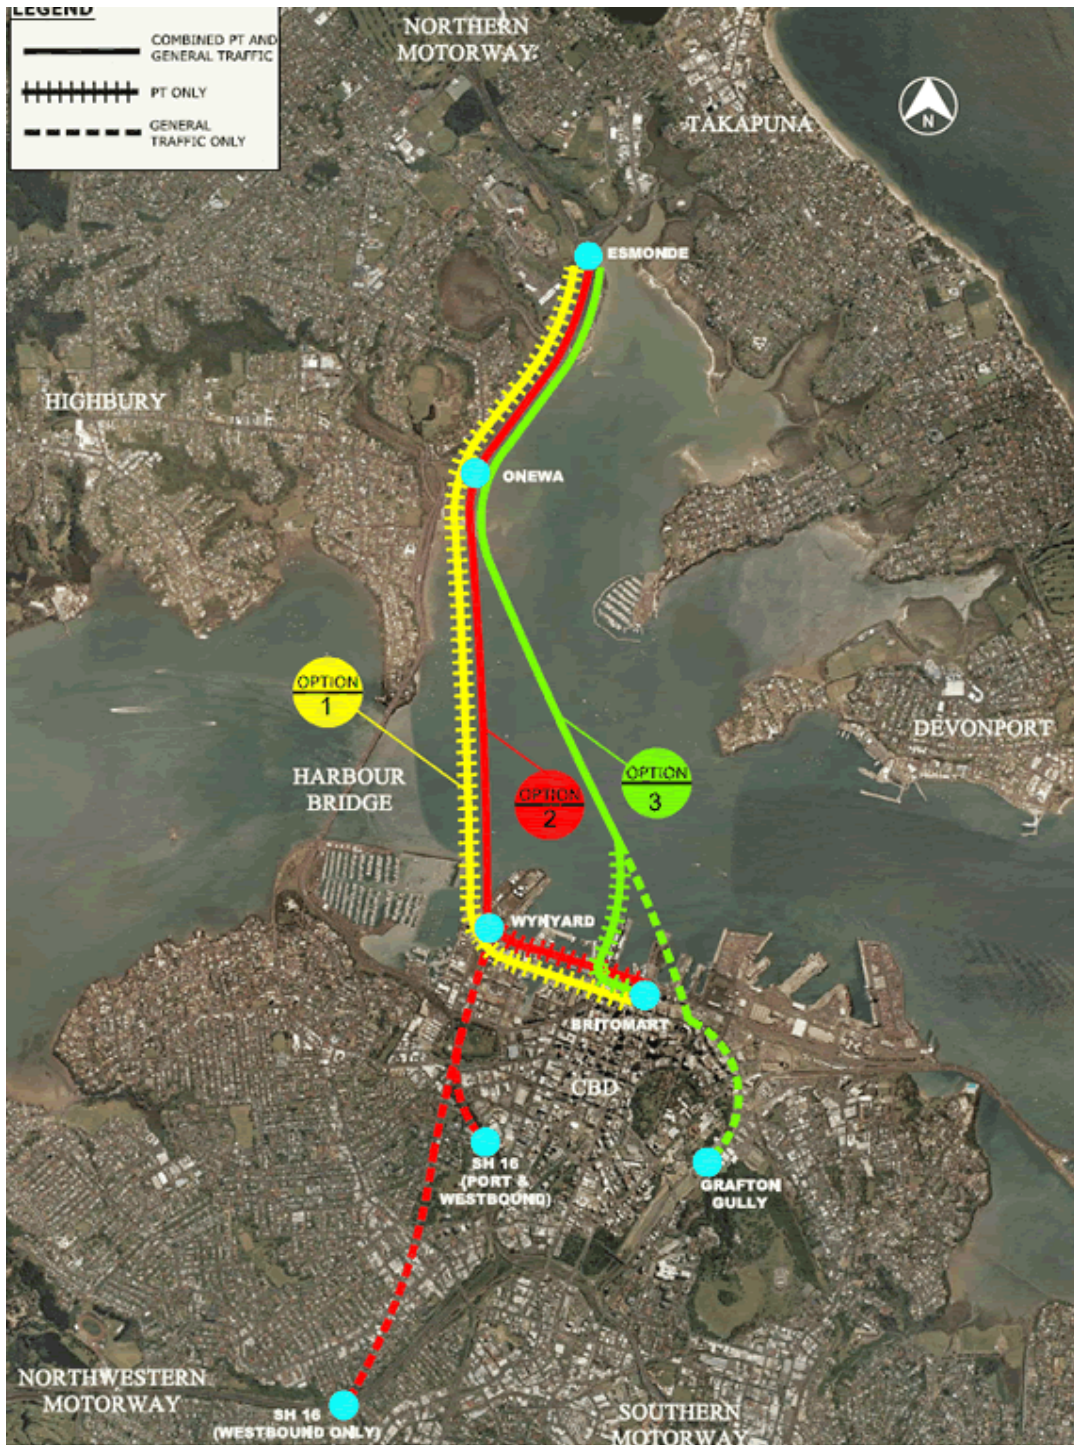 LEGEND
COMBINED PT AND
GENERAL TRAFFIC
PT ONLY
GENERAL
TRAFFIC ONLY
NORTHERN
MOTORWAY
TAKAPUNA
N
ESMONDE
HIGHBURY
ONEWA
OPTION
1
HARBOUR
BRIDGE
OPTION
2
OPTION
3
DEVONPORT
WYNYARD
BRITOMART
CBD
SH 16
(PORT &
WESTBOUND)
GRAFTON
GULLY
NORTHWESTERN
MOTORWAY
SH 16
(WESTBOUND ONLY)
SOUTHERN
MOTORWAY